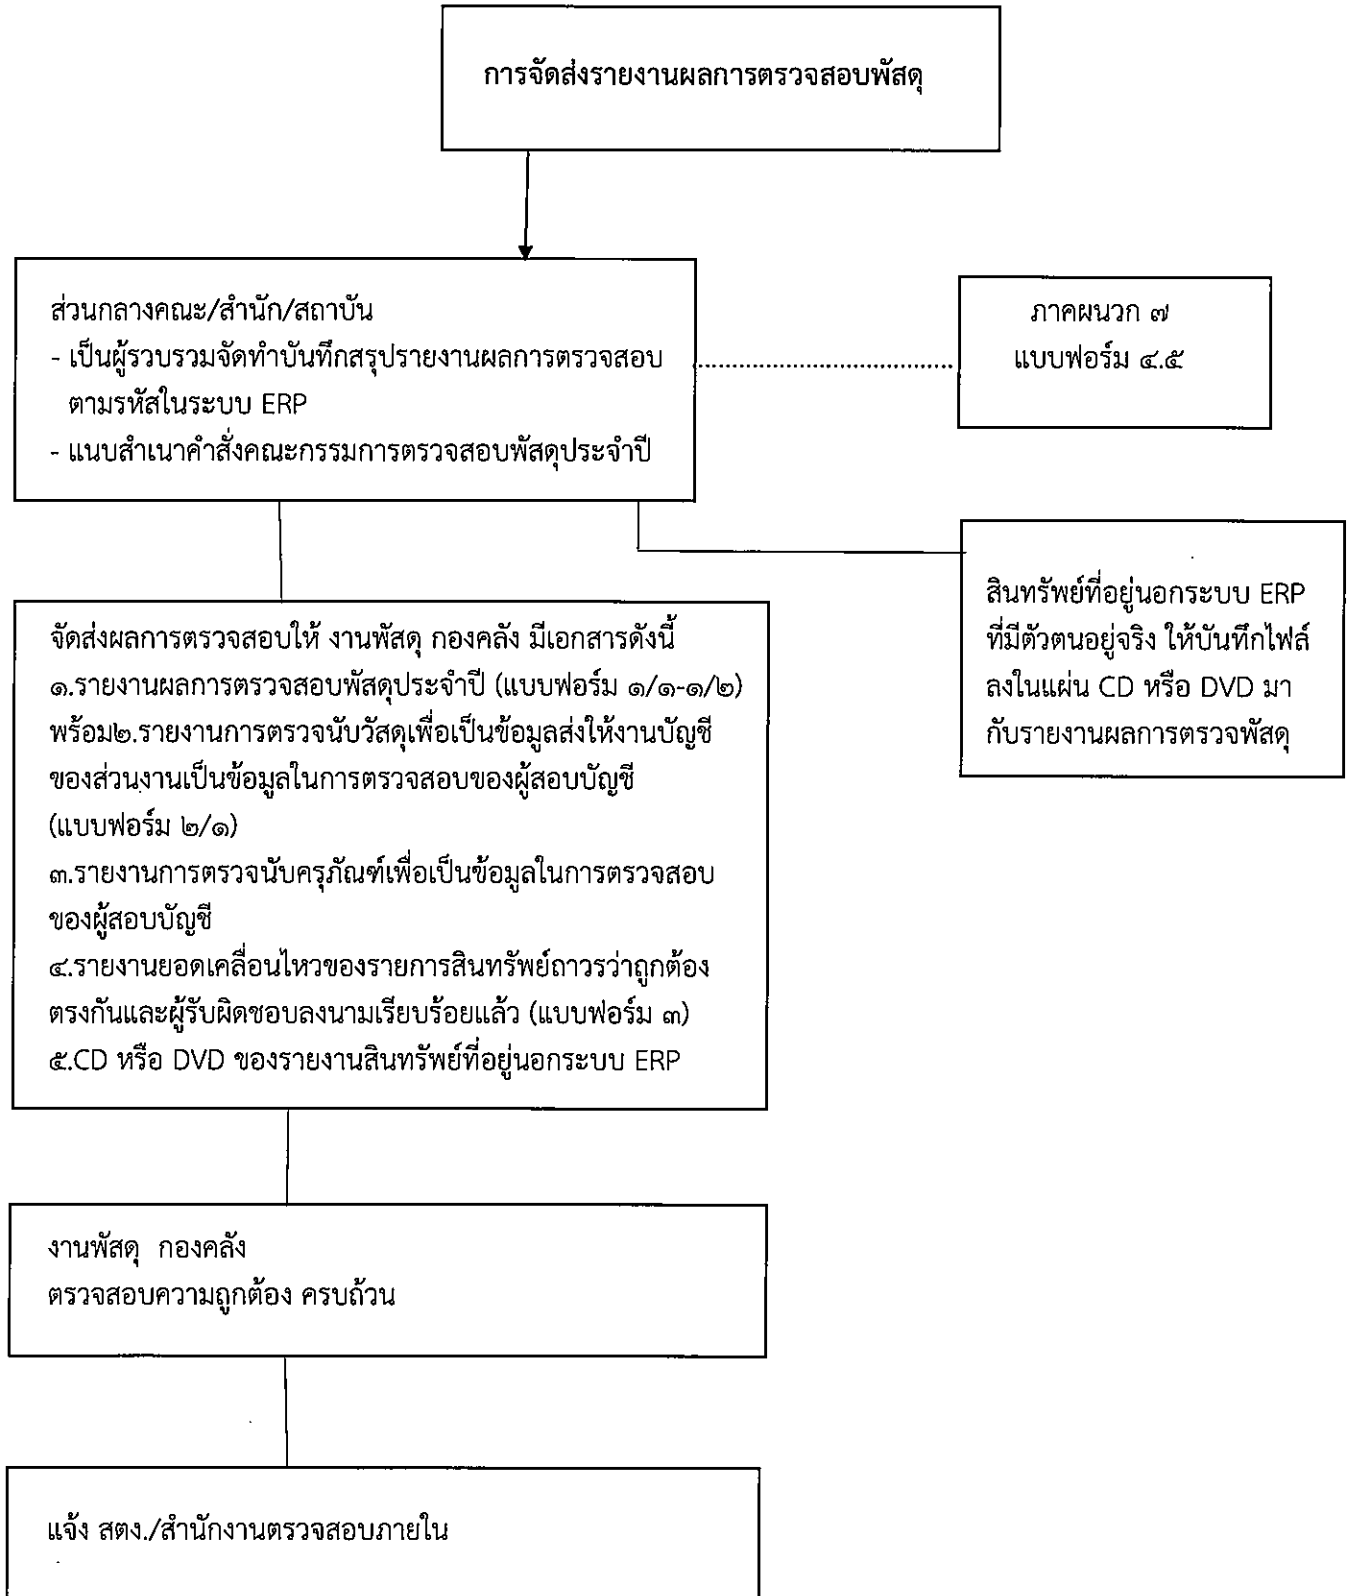 การจัดส่งรายงานผลการตรวจสอบพัสดุ
ส่วนกลางคณะ/สำนัก/สถาบัน
- เป็นผู้รวบรวมจัดทำบันทึกสรุปรายงานผลการตรวจสอบ
ตามรหัสในระบบ ERP
- แนบสำเนาคำสั่งคณะกรรมการตรวจสอบพัสดุประจำปี
ภาคผนวก ๗
แบบฟอร์ม ๔.๕
สินทรัพย์ที่อยู่นอกระบบ ERP
ที่มีตัวตนอยู่จริง ให้บันทึกไฟล์
ลงในแผ่น CD หรือ DVD มา
กับรายงานผลการตรวจพัสดุ
จัดส่งผลการตรวจสอบให้ งานพัสดุ กองคลัง มีเอกสารดังนี้
๑.รายงานผลการตรวจสอบพัสดุประจำปี (แบบฟอร์ม ๑/๑-๑/๒)
พร้อม๒.รายงานการตรวจนับวัสดุเพื่อเป็นข้อมูลส่งให้งานบัญชี
ของส่วนงานเป็นข้อมูลในการตรวจสอบของผู้สอบบัญชี
(แบบฟอร์ม ๒/๑)
๓.รายงานการตรวจนับครุภัณฑ์เพื่อเป็นข้อมูลในการตรวจสอบ
ของผู้สอบบัญชี
๔.รายงานยอดเคลื่อนไหวของรายการสินทรัพย์ถาวรว่าถูกต้อง
ตรงกันและผู้รับผิดชอบลงนามเรียบร้อยแล้ว (แบบฟอร์ม ๓)
๕.CD หรือ DVD ของรายงานสินทรัพย์ที่อยู่นอกระบบ ERP
งานพัสดุ กองคลัง
ตรวจสอบความถูกต้อง ครบถ้วน
แจ้ง สตง./สำนักงานตรวจสอบภายใน